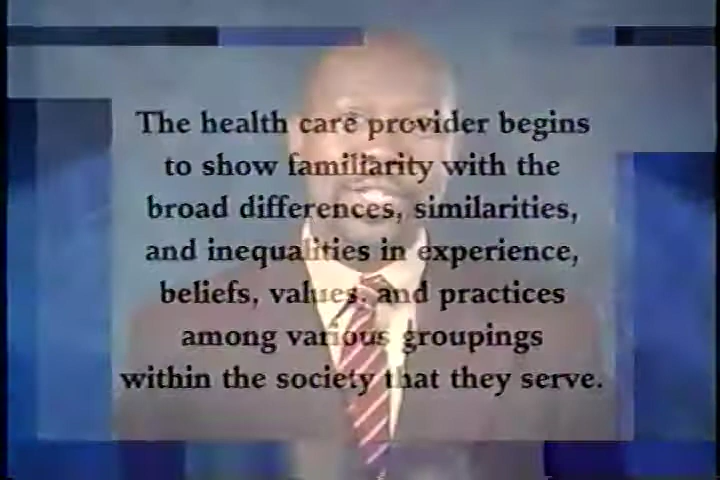 The health care provider begins
to show familiarity with the
broad differences, similarities,
and inequalities in experience,
beliefs, values, and practices
among various groupings
within the society that they serve.